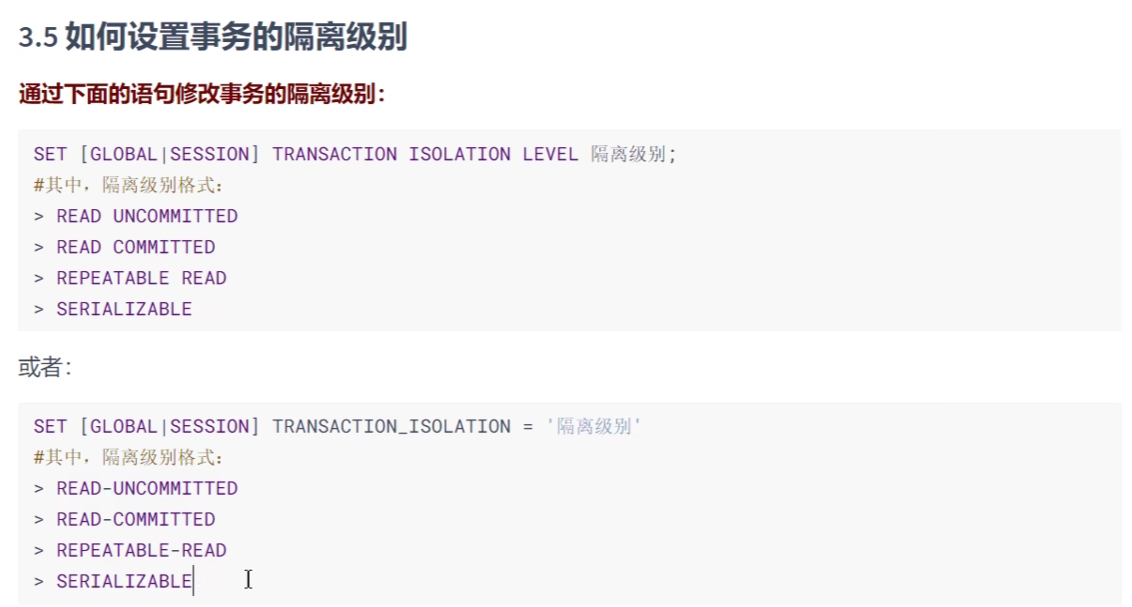 3.5 如何设置事务的隔离级别
通过下面的语句修改事务的隔离级别：
SET [GLOBAL|SESSION] TRANSACTION ISOLATION LEVEL 隔离级别;
#其中，隔离级别格式：
> READ UNCOMMITTED
> READ COMMITTED
> REPEATABLE READ
> SERIALIZABLE
或者：
SET [GLOBAL|SESSION] TRANSACTION_ISOLATION = '隔离级别'
#其中，隔离级别格式：
> READ-UNCOMMITTED
> READ-COMMITTED
> REPEATABLE-READ
> SERIALIZABLE